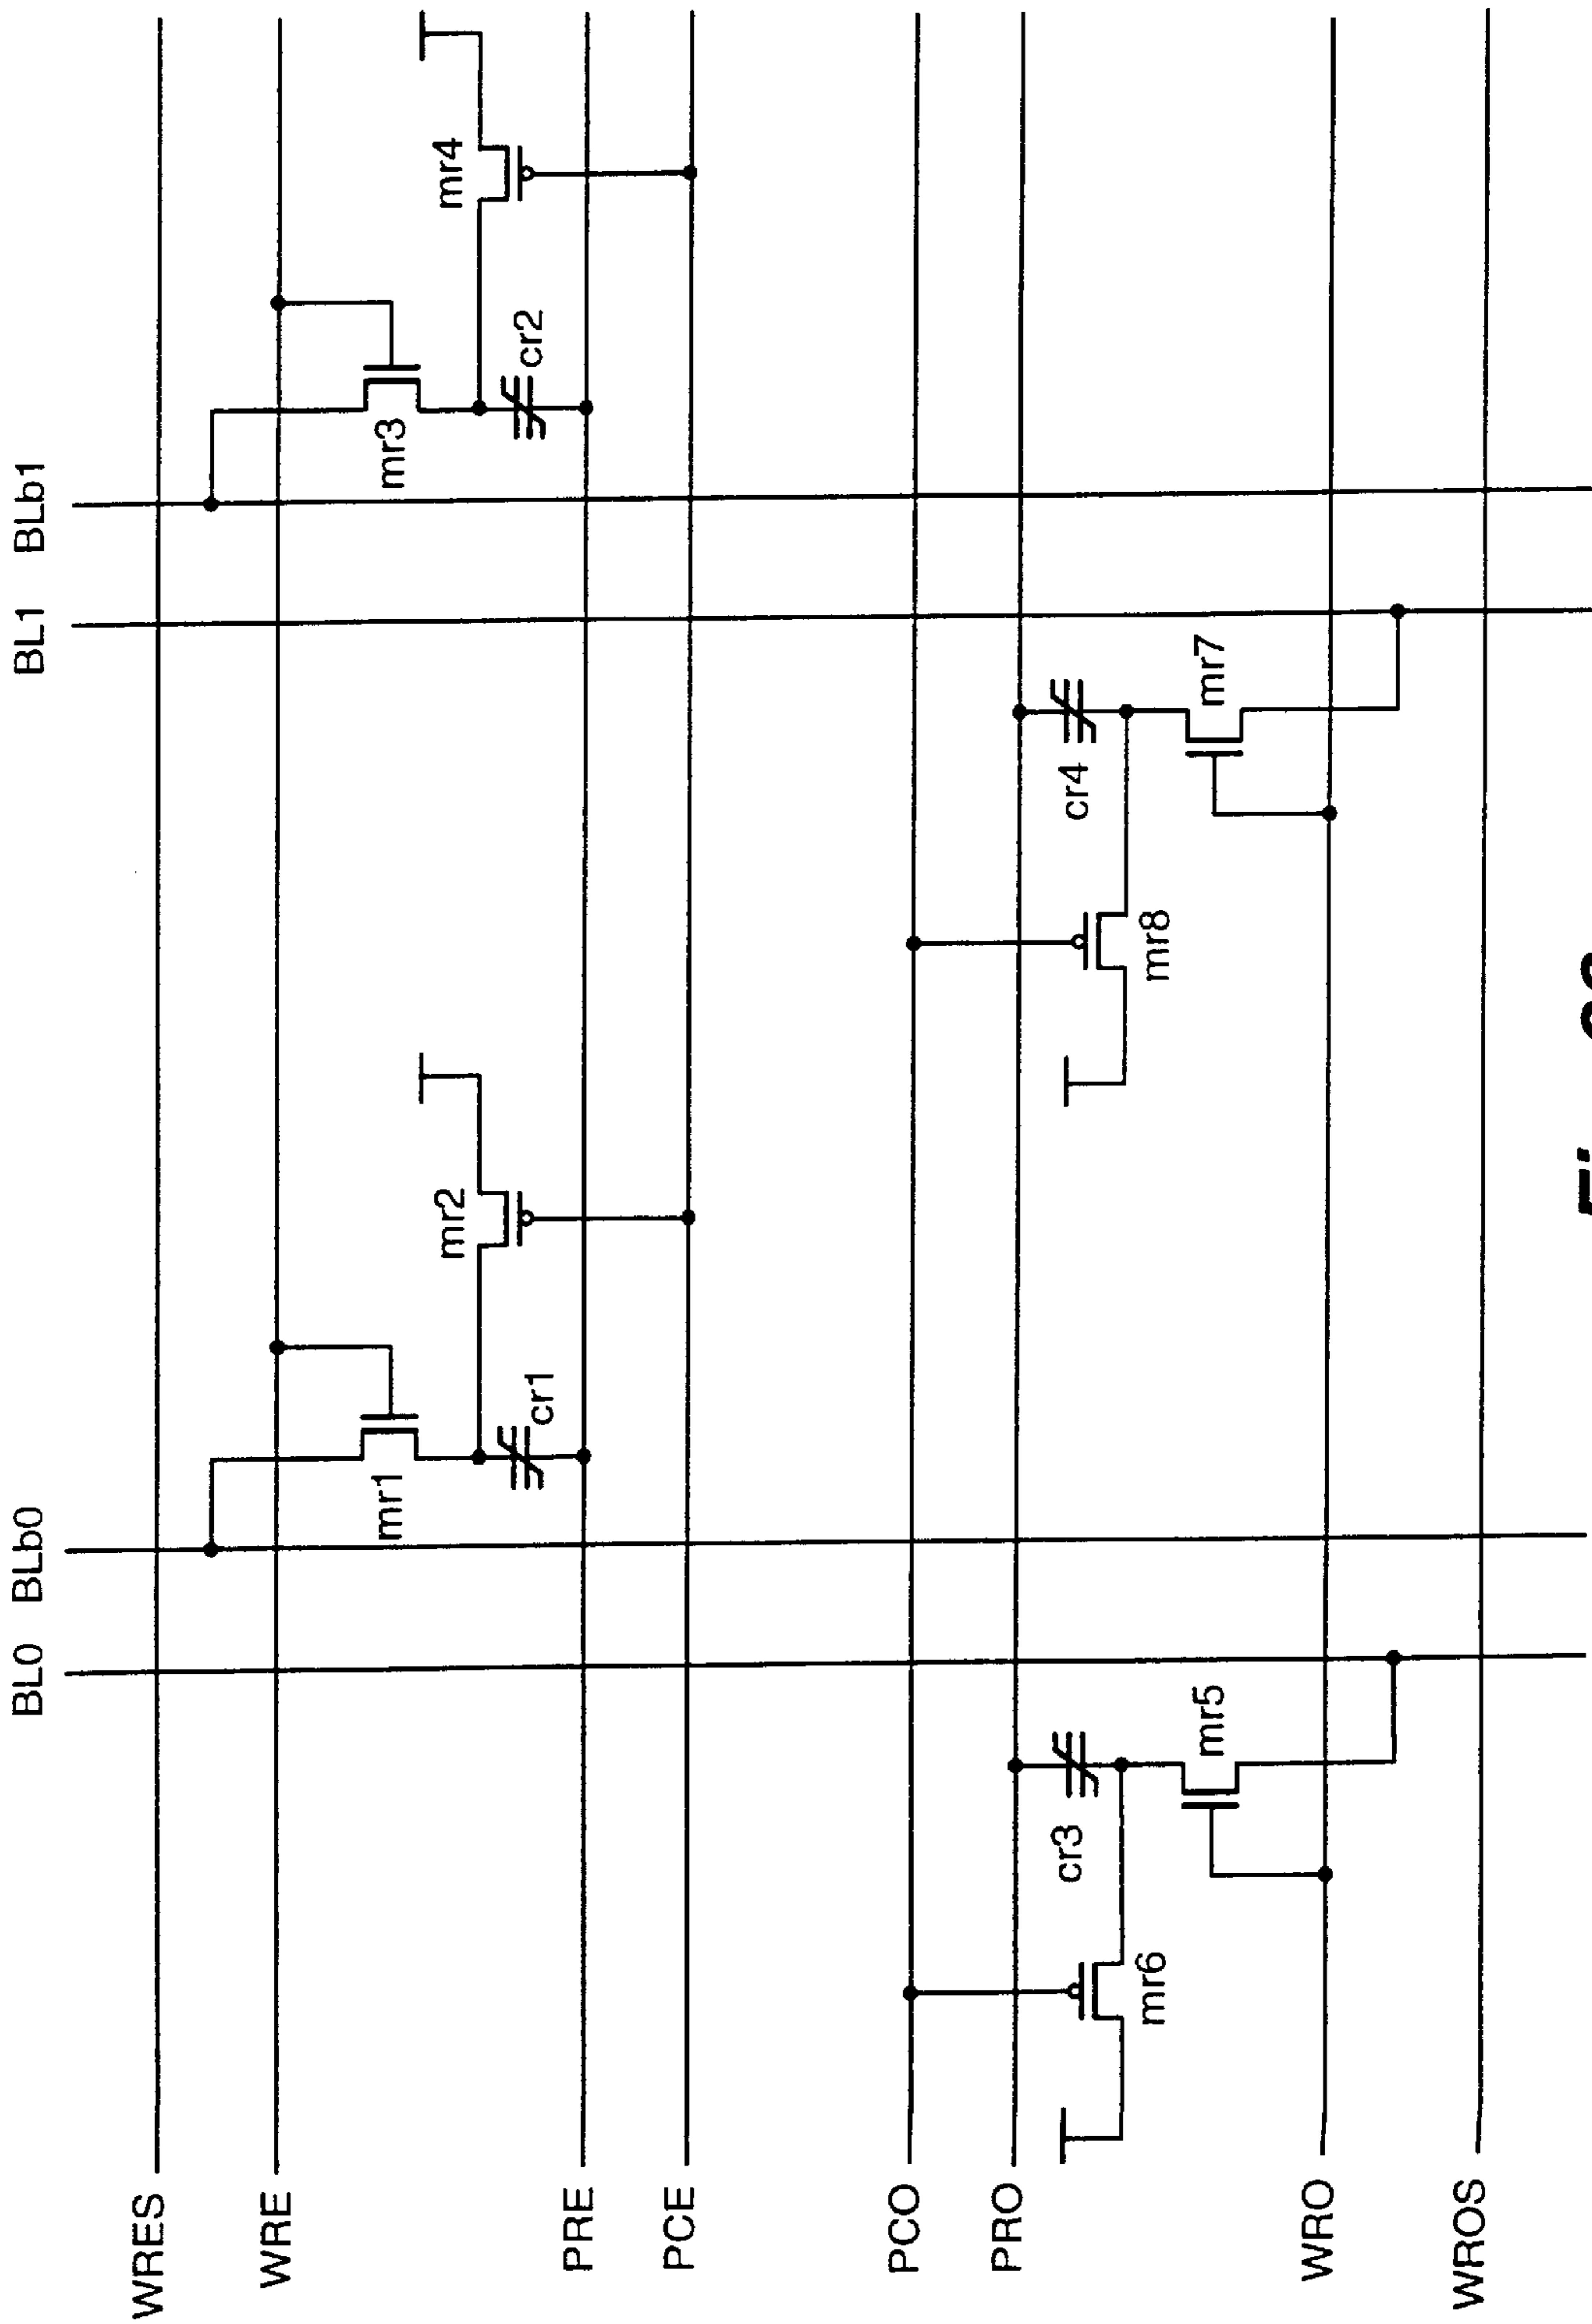 BL0 BLb0 BL1 BLb1
WRES
WRE
mr1 mr2 mr3 mr4
cr1 cr2
PRE
PCE
PCO
PRO
cr3 cr4
mr6 mr5 mr8 mr7
WRO
WROS